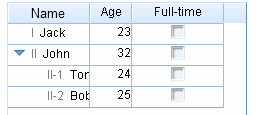 Name Age Full-time
I Jack 23
II John 32
II-1 Tor 24
II-2 Bob 25